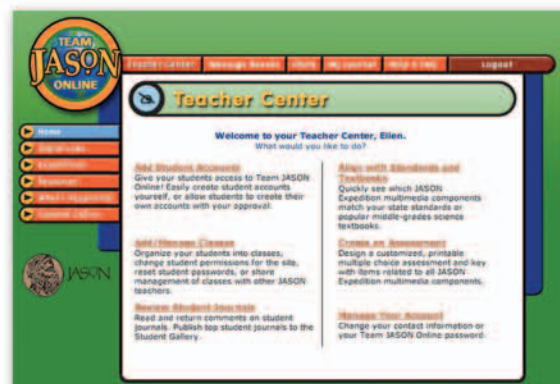 TEAM
JASON
ONLINE
Teacher Center
Message Boards
Chats
My Journal
Logout
Teacher Center
Home
Welcome to your Teacher Center, Ellen.
What would you like to do?
Add Student Accounts
Give your students access to Team JASON
Online! Easily create student accounts
yourself, or allow students to create their
own accounts with your approval.
Add/Manage Classes
Organize your students into classes,
change student permissions for the site,
reset student passwords, or share
management of classes with other JASON
teachers.
Review Student Journals
Read and return comments on student
journals. Publish top student journals to the
Student Gallery.
Align with Standards and
Textbooks
Quickly see which JASON
Expedition multimedia components
match your state standards or
popular middle-grades science
textbooks.
Create an Assessment
Design a customized, printable
multiple choice assessment and key
with items related to all JASON
Expedition multimedia components.
Manage Your Account
Change your contact information or
your Team JASON Online password.
JASON